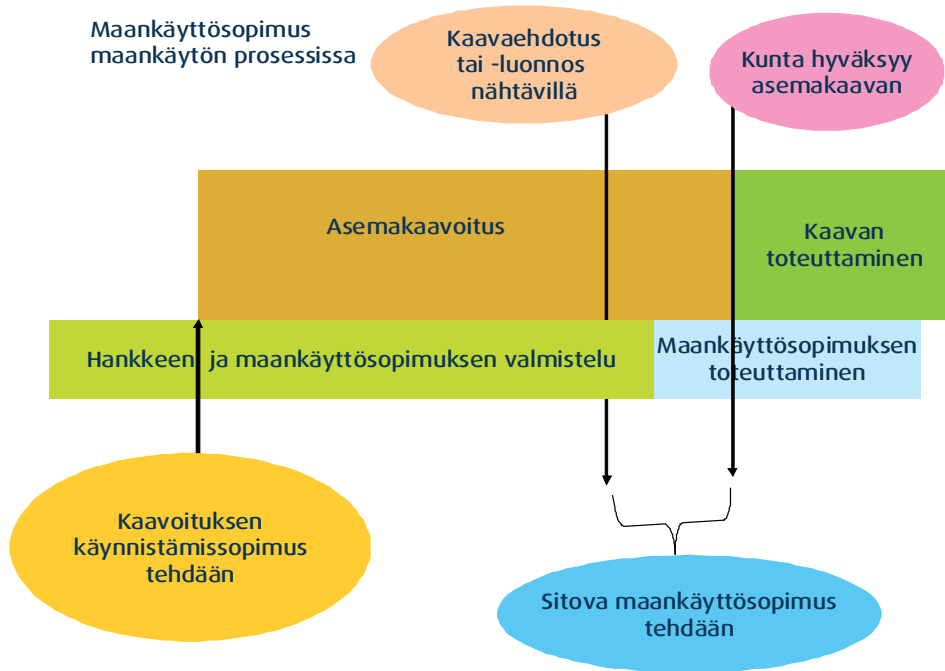 Maankäyttösopimus
maankäytön prosessissa
Kaavaehdotus
tai -luonnos
nähtävillä
Kunta hyväksyy
asemakaavan
Asemakaavoitus
Kaavan
toteuttaminen
Hankkeen ja maankäyttösopimuksen valmistelu
Maankäyttösopimuksen
toteuttaminen
Kaavoituksen
käynnistämissopimus
tehdään
Sitova maankäyttösopimus
tehdään